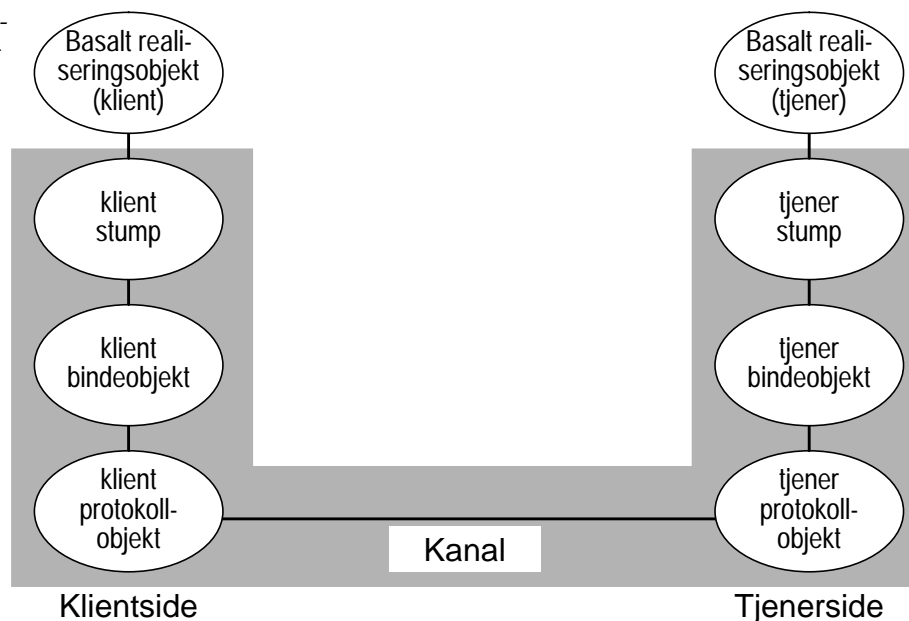 Basalt reali-
seringsobjekt
(klient)
Basalt reali-
seringsobjekt
(tjener)
klient
stump
tjener
stump
klient
bindeobjekt
tjener
bindeobjekt
klient
protokoll-
objekt
tjener
protokoll-
objekt
Kanal
Klientside
Tjenerside